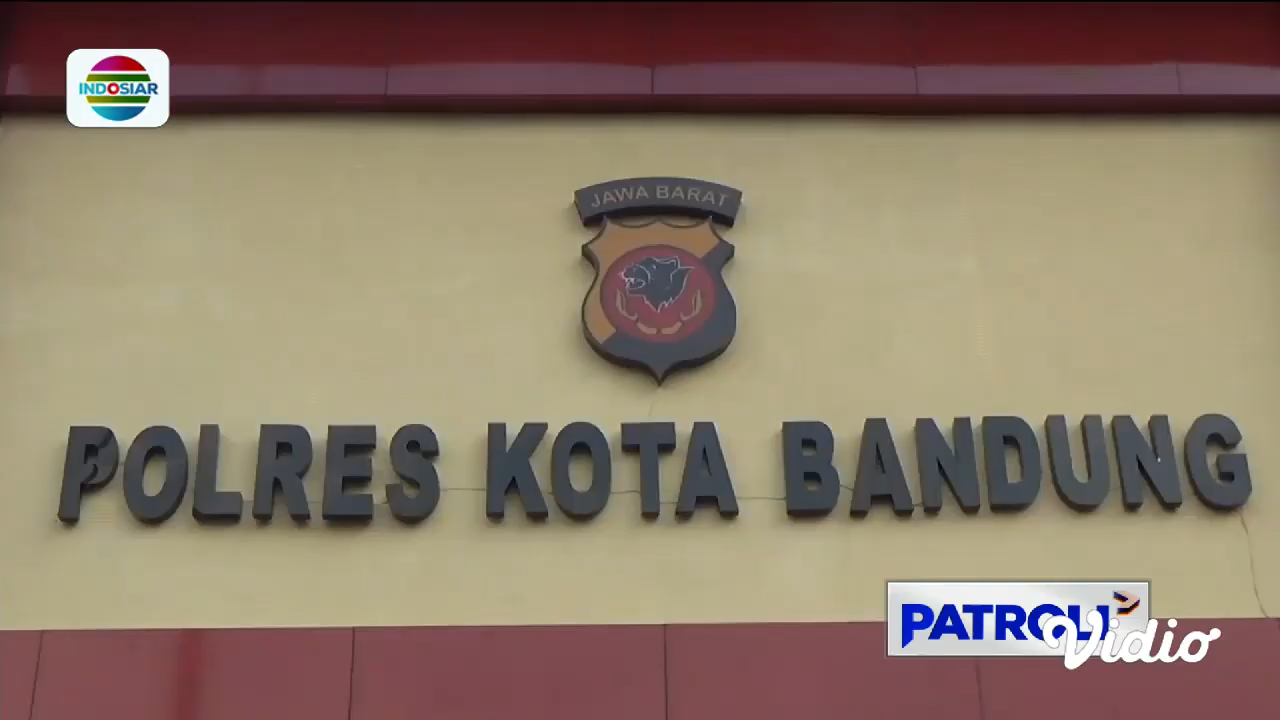 INDOSIAR
JAWA BARAT
POLRES KOTA BANDUNG
PATROLI
Vidio